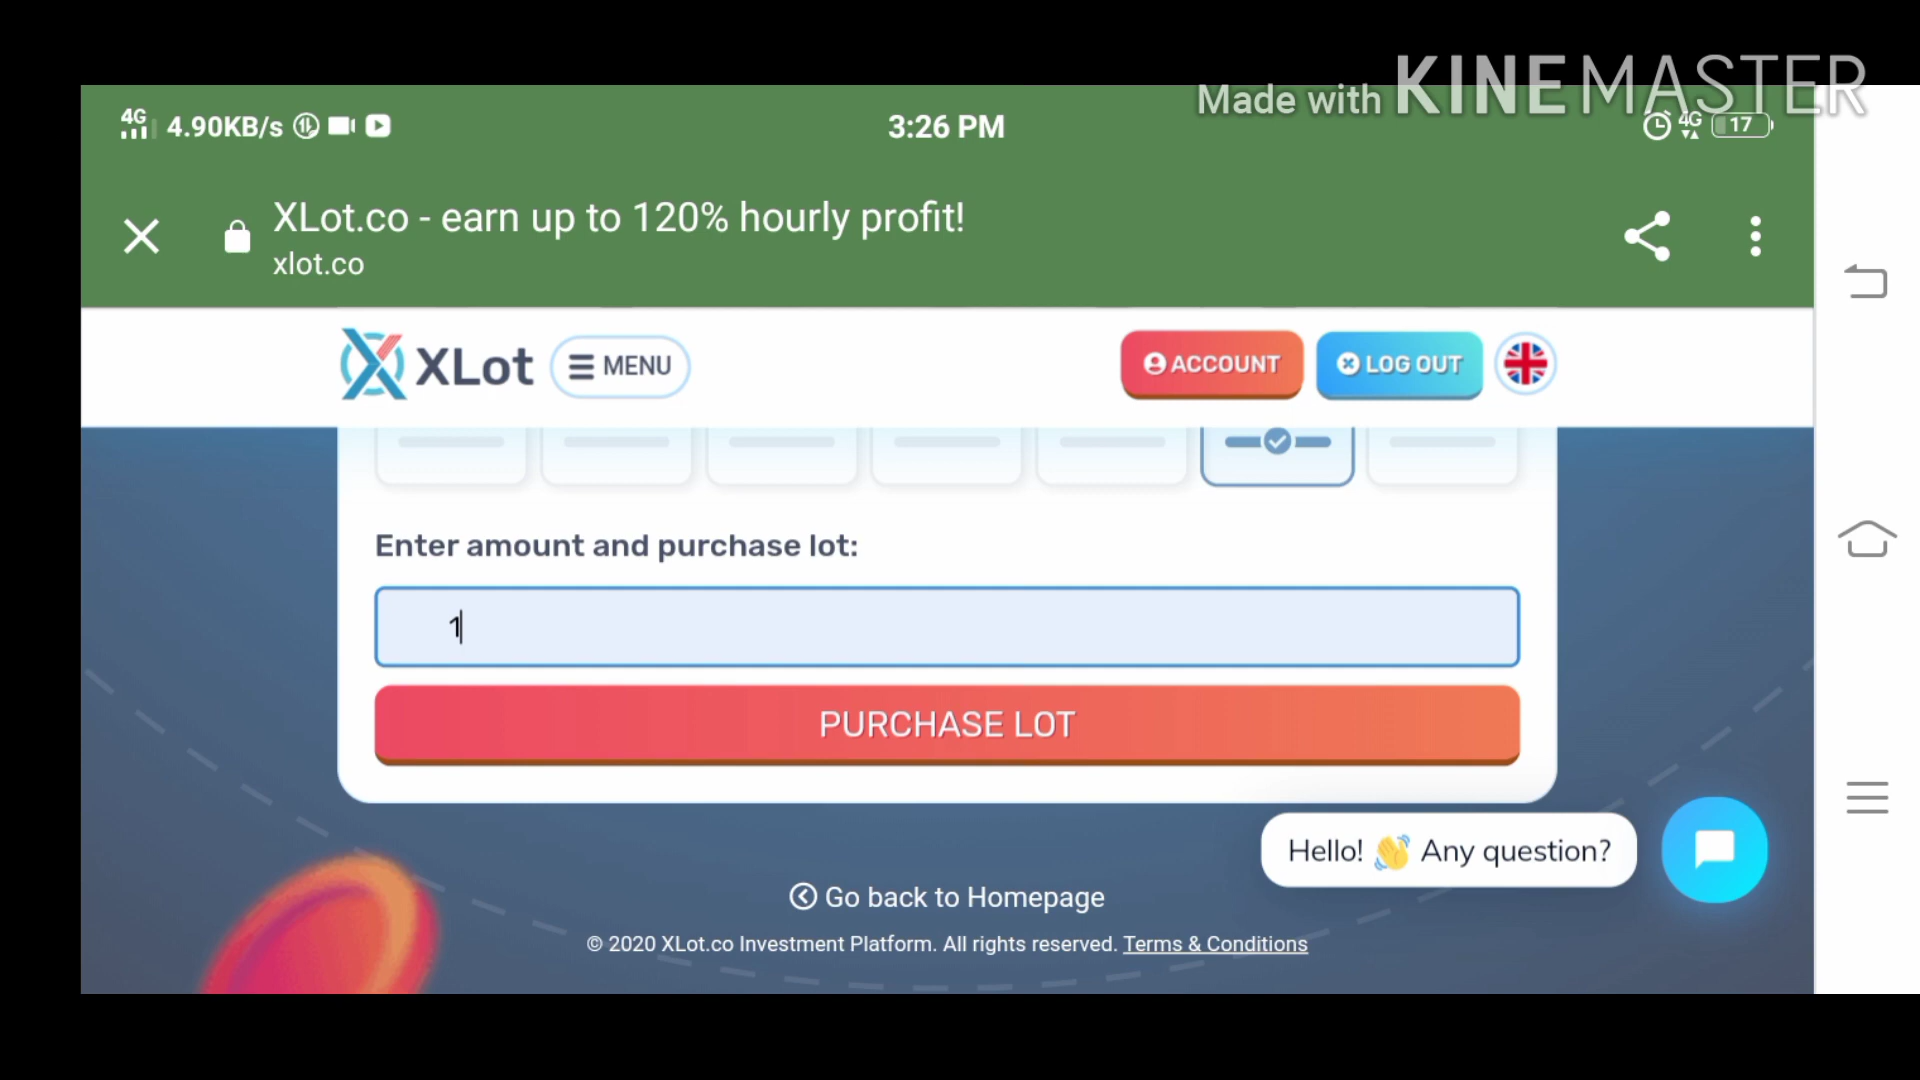 Made with KINEMASTER
4G 4.90KB/s 3:26 PM 4G 17
XLot.co - earn up to 120% hourly profit!
xlot.co
XLot MENU ACCOUNT LOG OUT
Enter amount and purchase lot:
1
PURCHASE LOT
Hello! 👋 Any question?
Go back to Homepage
© 2020 XLot.co Investment Platform. All rights reserved. Terms & Conditions